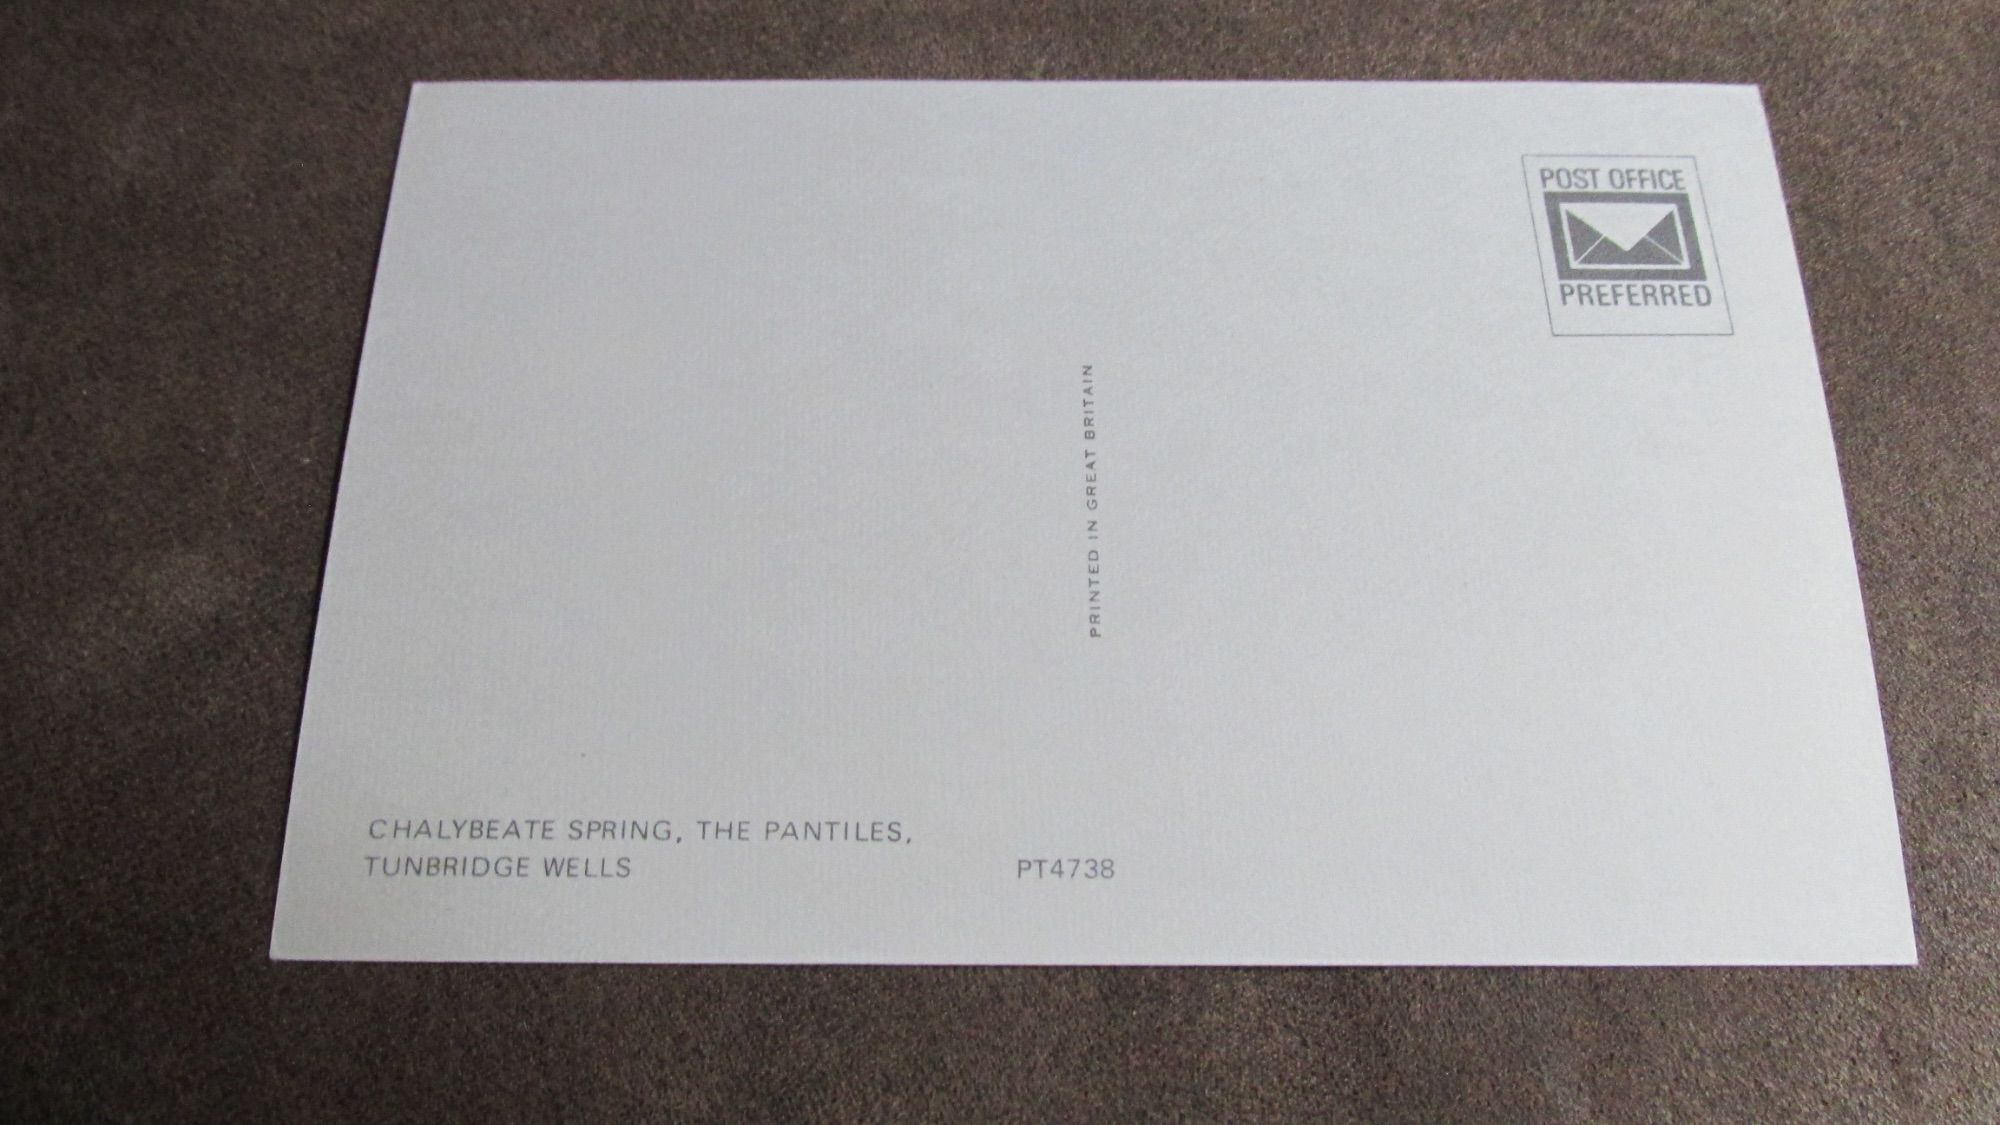 POST OFFICE
PREFERRED
PRINTED IN GREAT BRITAIN
CHALYBEATE SPRING, THE PANTILES,
TUNBRIDGE WELLS
PT4738